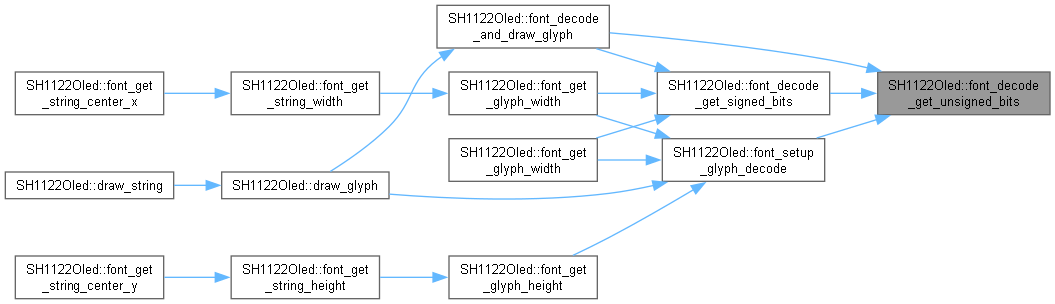 SH1122Oled::font_decode
_and_draw_glyph
SH1122Oled::font_get
_string_center_x
SH1122Oled::font_get
_string_width
SH1122Oled::font_get
_glyph_width
SH1122Oled::font_decode
_get_signed_bits
SH1122Oled::font_decode
_get_unsigned_bits
SH1122Oled::font_get
_glyph_width
SH1122Oled::font_setup
_glyph_decode
SH1122Oled::draw_string
SH1122Oled::draw_glyph
SH1122Oled::font_get
_string_center_y
SH1122Oled::font_get
_string_height
SH1122Oled::font_get
_glyph_height